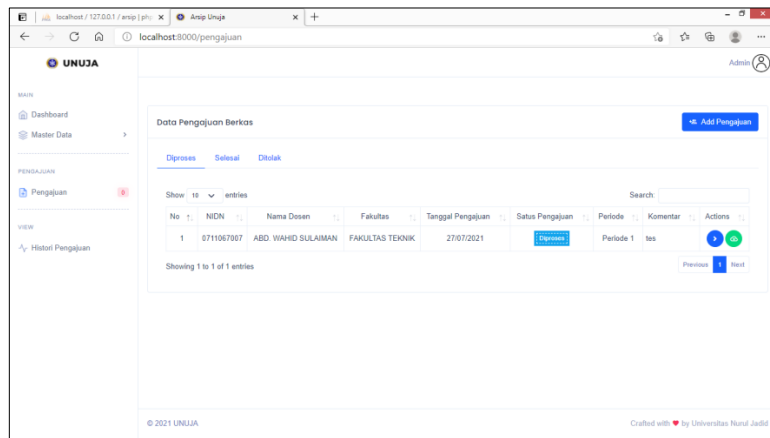 localhost / 127.0.0.1 / arsip | ph
Arsip Unuja
localhost:8000/pengajuan
UNUJA
Admin
MAIN
Dashboard
Master Data
PENGAJUAN
Pengajuan 0
VIEW
Histori Pengajuan
Data Pengajuan Berkas
Add Pengajuan
Diproses Selesai Ditolak
Show 10 entries
Search:
No NIDN Nama Dosen Fakultas Tanggal Pengajuan Satus Pengajuan Periode Komentar Actions
1 0711067007 ABD. WAHID SULAIMAN FAKULTAS TEKNIK 27/07/2021 Diproses Periode 1 tes
Showing 1 to 1 of 1 entries
Previous 1 Next
© 2021 UNUJA
Crafted with ♥ by Universitas Nurul Jadid